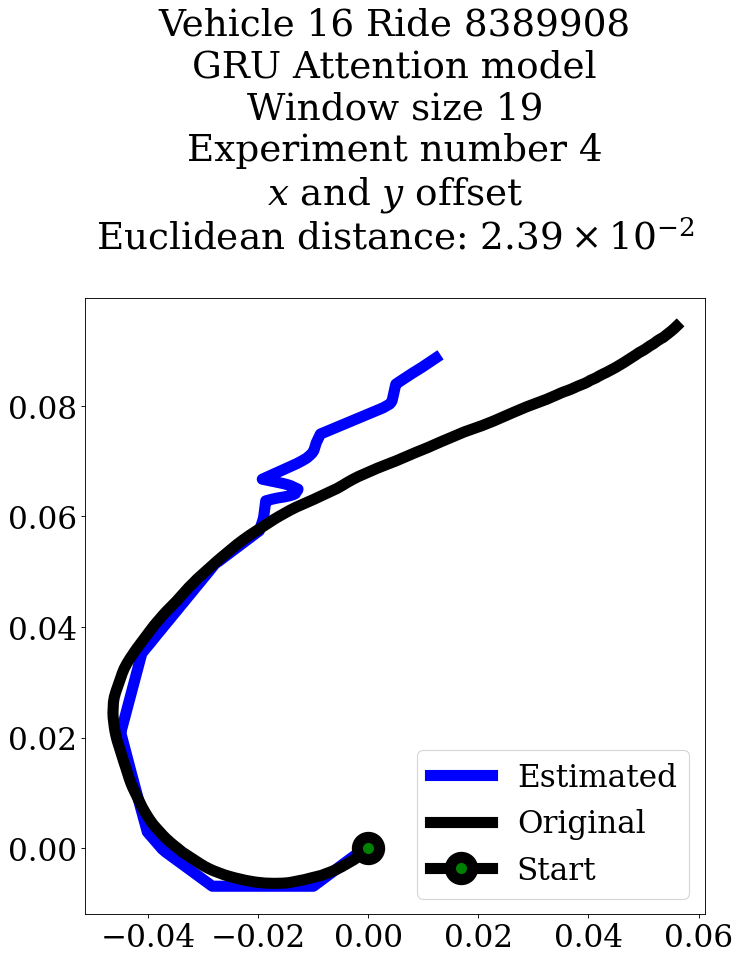 Vehicle 16 Ride 8389908
GRU Attention model
Window size 19
Experiment number 4
x and y offset
Euclidean distance: 2.39 × 10⁻²
0.08
0.06
0.04
0.02
0.00
Estimated
Original
Start
−0.04 −0.02 0.00 0.02 0.04 0.06